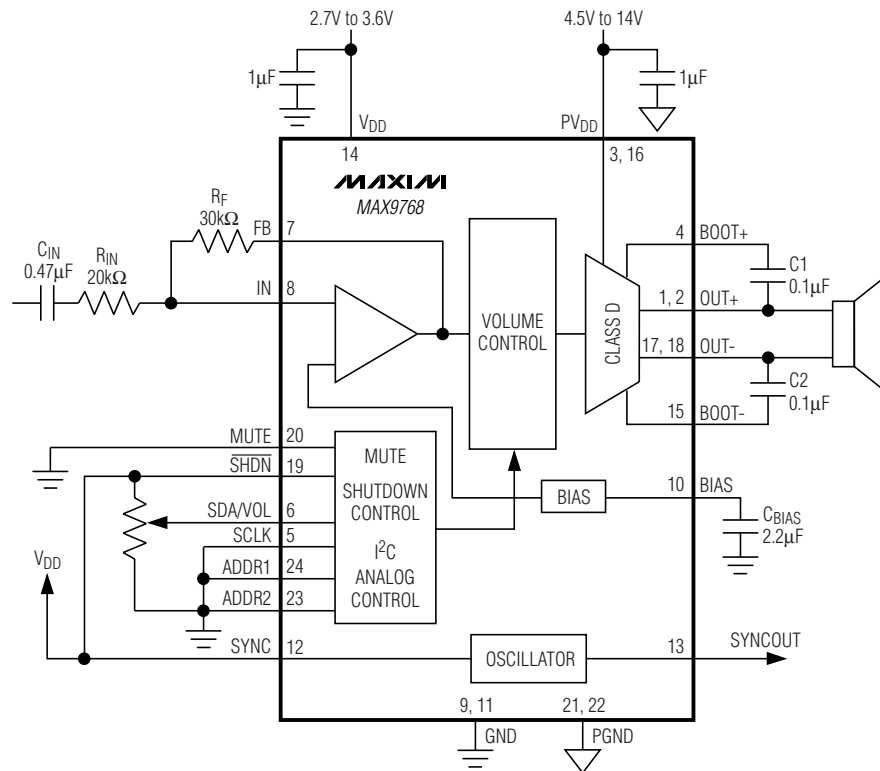 2.7V to 3.6V
4.5V to 14V
1µF
1µF
VDD
PVDD
14
3, 16
MAXIM
MAX9768
RF
30kΩ
FB
7
CIN
0.47µF
RIN
20kΩ
IN
8
VOLUME
CONTROL
CLASS D
4
BOOT+
C1
0.1µF
1, 2
OUT+
17, 18
OUT-
C2
0.1µF
15
BOOT-
MUTE
20
SHDN
19
SDA/VOL
6
SCLK
5
ADDR1
24
ADDR2
23
MUTE
SHUTDOWN
CONTROL
I²C
ANALOG
CONTROL
BIAS
10
BIAS
CBIAS
2.2µF
VDD
SYNC
12
OSCILLATOR
13
SYNCOUT
9, 11
GND
21, 22
PGND